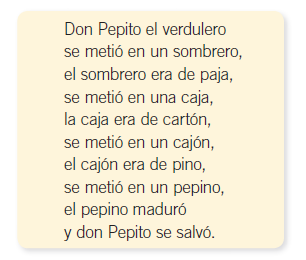 Don Pepito el verdulero
se metió en un sombrero,
el sombrero era de paja,
se metió en una caja,
la caja era de cartón,
se metió en un cajón,
el cajón era de pino,
se metió en un pepino,
el pepino maduró
y don Pepito se salvó.